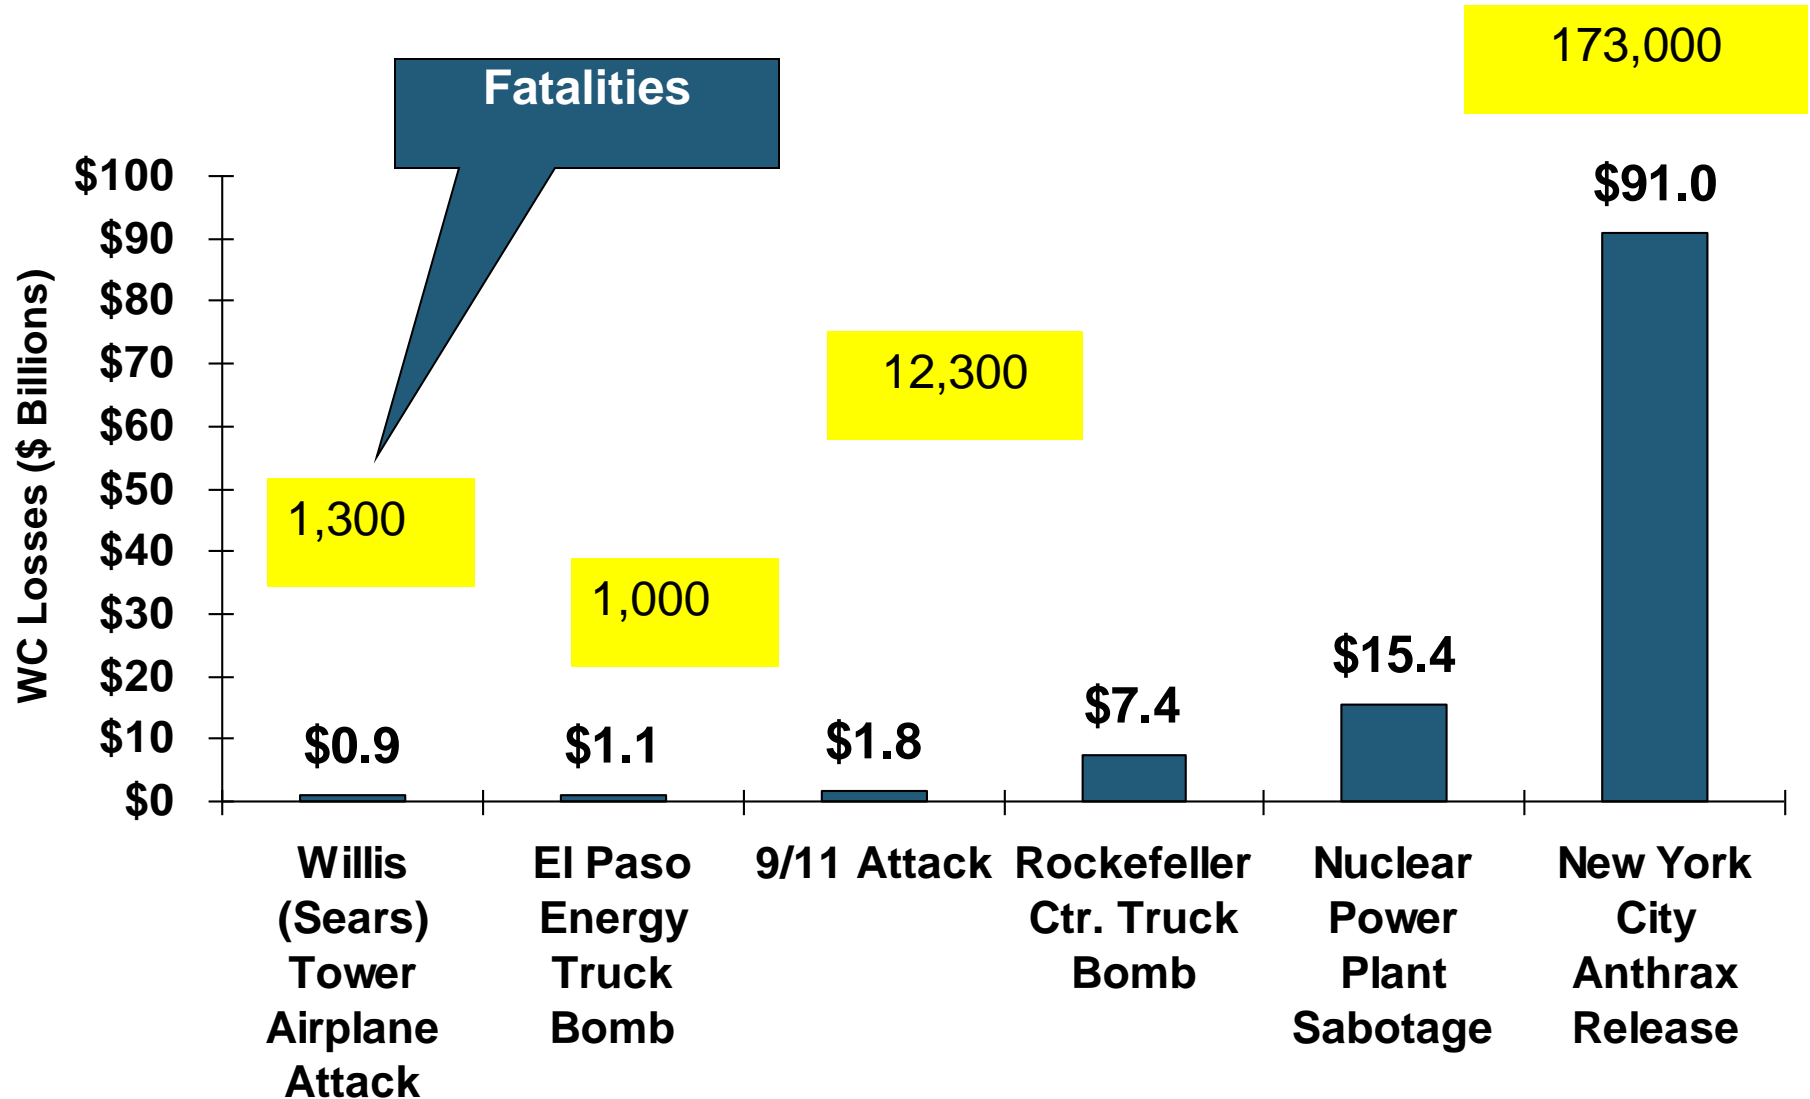 173,000
Fatalities
$100
$90
$80
$70
$60
$50
$40
$30
$20
$10
$0
WC Losses ($ Billions)
1,300
1,000
12,300
$0.9
$1.1
$1.8
$7.4
$15.4
$91.0
Willis
(Sears)
Tower
Airplane
Attack
El Paso
Energy
Truck
Bomb
9/11 Attack
Rockefeller
Ctr. Truck
Bomb
Nuclear
Power
Plant
Sabotage
New York
City
Anthrax
Release